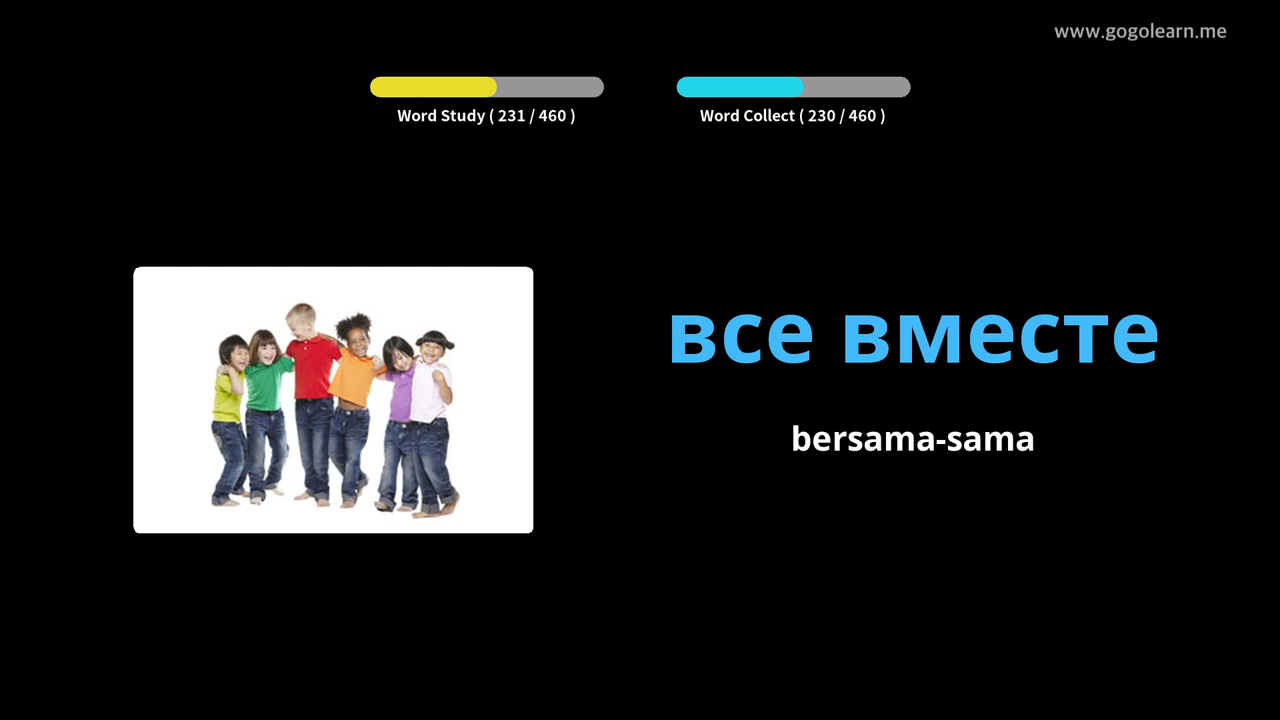 www.gogolearn.me
Word Study ( 231 / 460 )
Word Collect ( 230 / 460 )
все вместе
bersama-sama